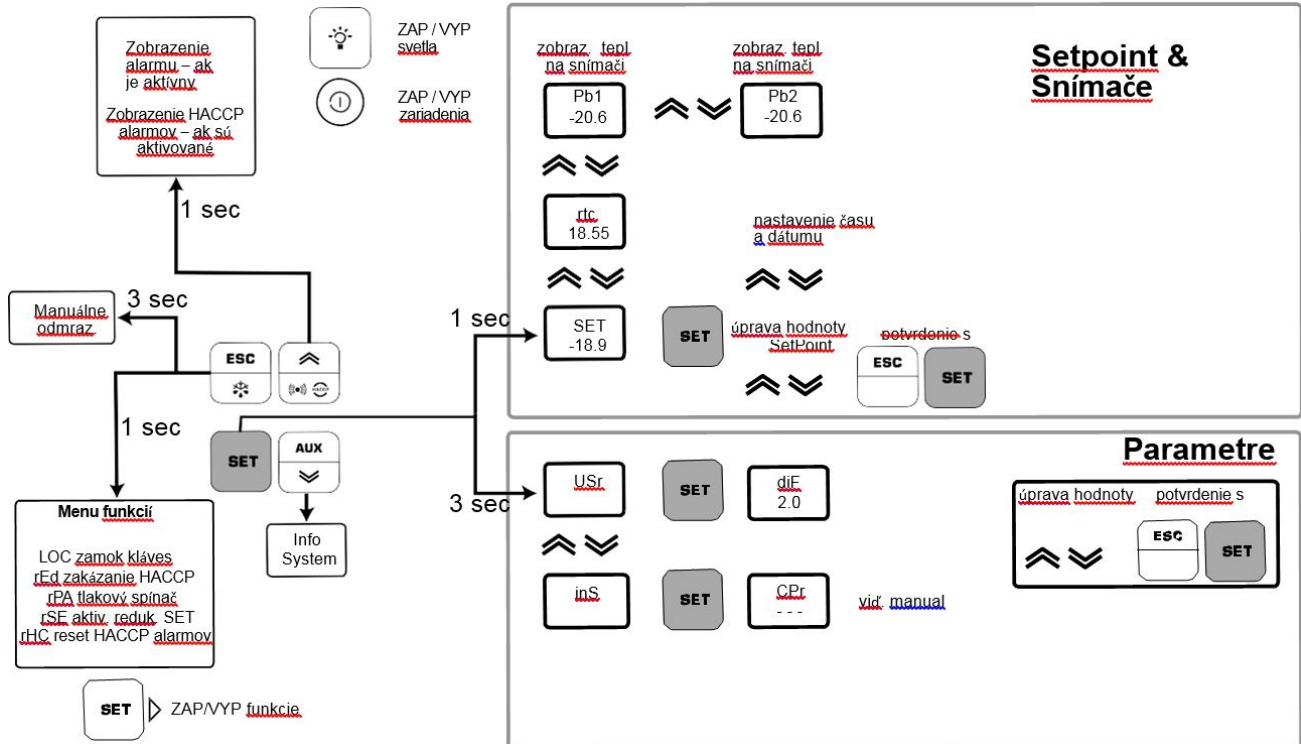 Zobrazenie
alarmu – ak
je aktívny
Zobrazenie HACCP
alarmov – ak sú
aktivované
ZAP / VYP
svetla
ZAP / VYP
zariadenia
1 sec
3 sec
Manuálne
odmraz
ESC
HACCP
1 sec
SET
AUX
Info
System
Menu funkcií
LOC zamok kláves
rEd zakázanie HACCP
rPA tlakový spínač
rSE aktiv. reduk. SET
rHC reset HACCP alarmov
SET
ZAP/VYP funkcie
Setpoint &
Snímače
zobraz. tepl
na snímači
zobraz. tepl
na snímači
Pb1
-20.6
Pb2
-20.6
rtc
18.55
nastavenie času
a dátumu
1 sec
SET
-18.9
SET
úprava hodnoty
SetPoint
potvrdenie s
ESC
SET
Parametre
3 sec
USr
SET
diF
2.0
inS
SET
CPr
- - -
viď. manual
úprava hodnoty
potvrdenie s
ESC
SET